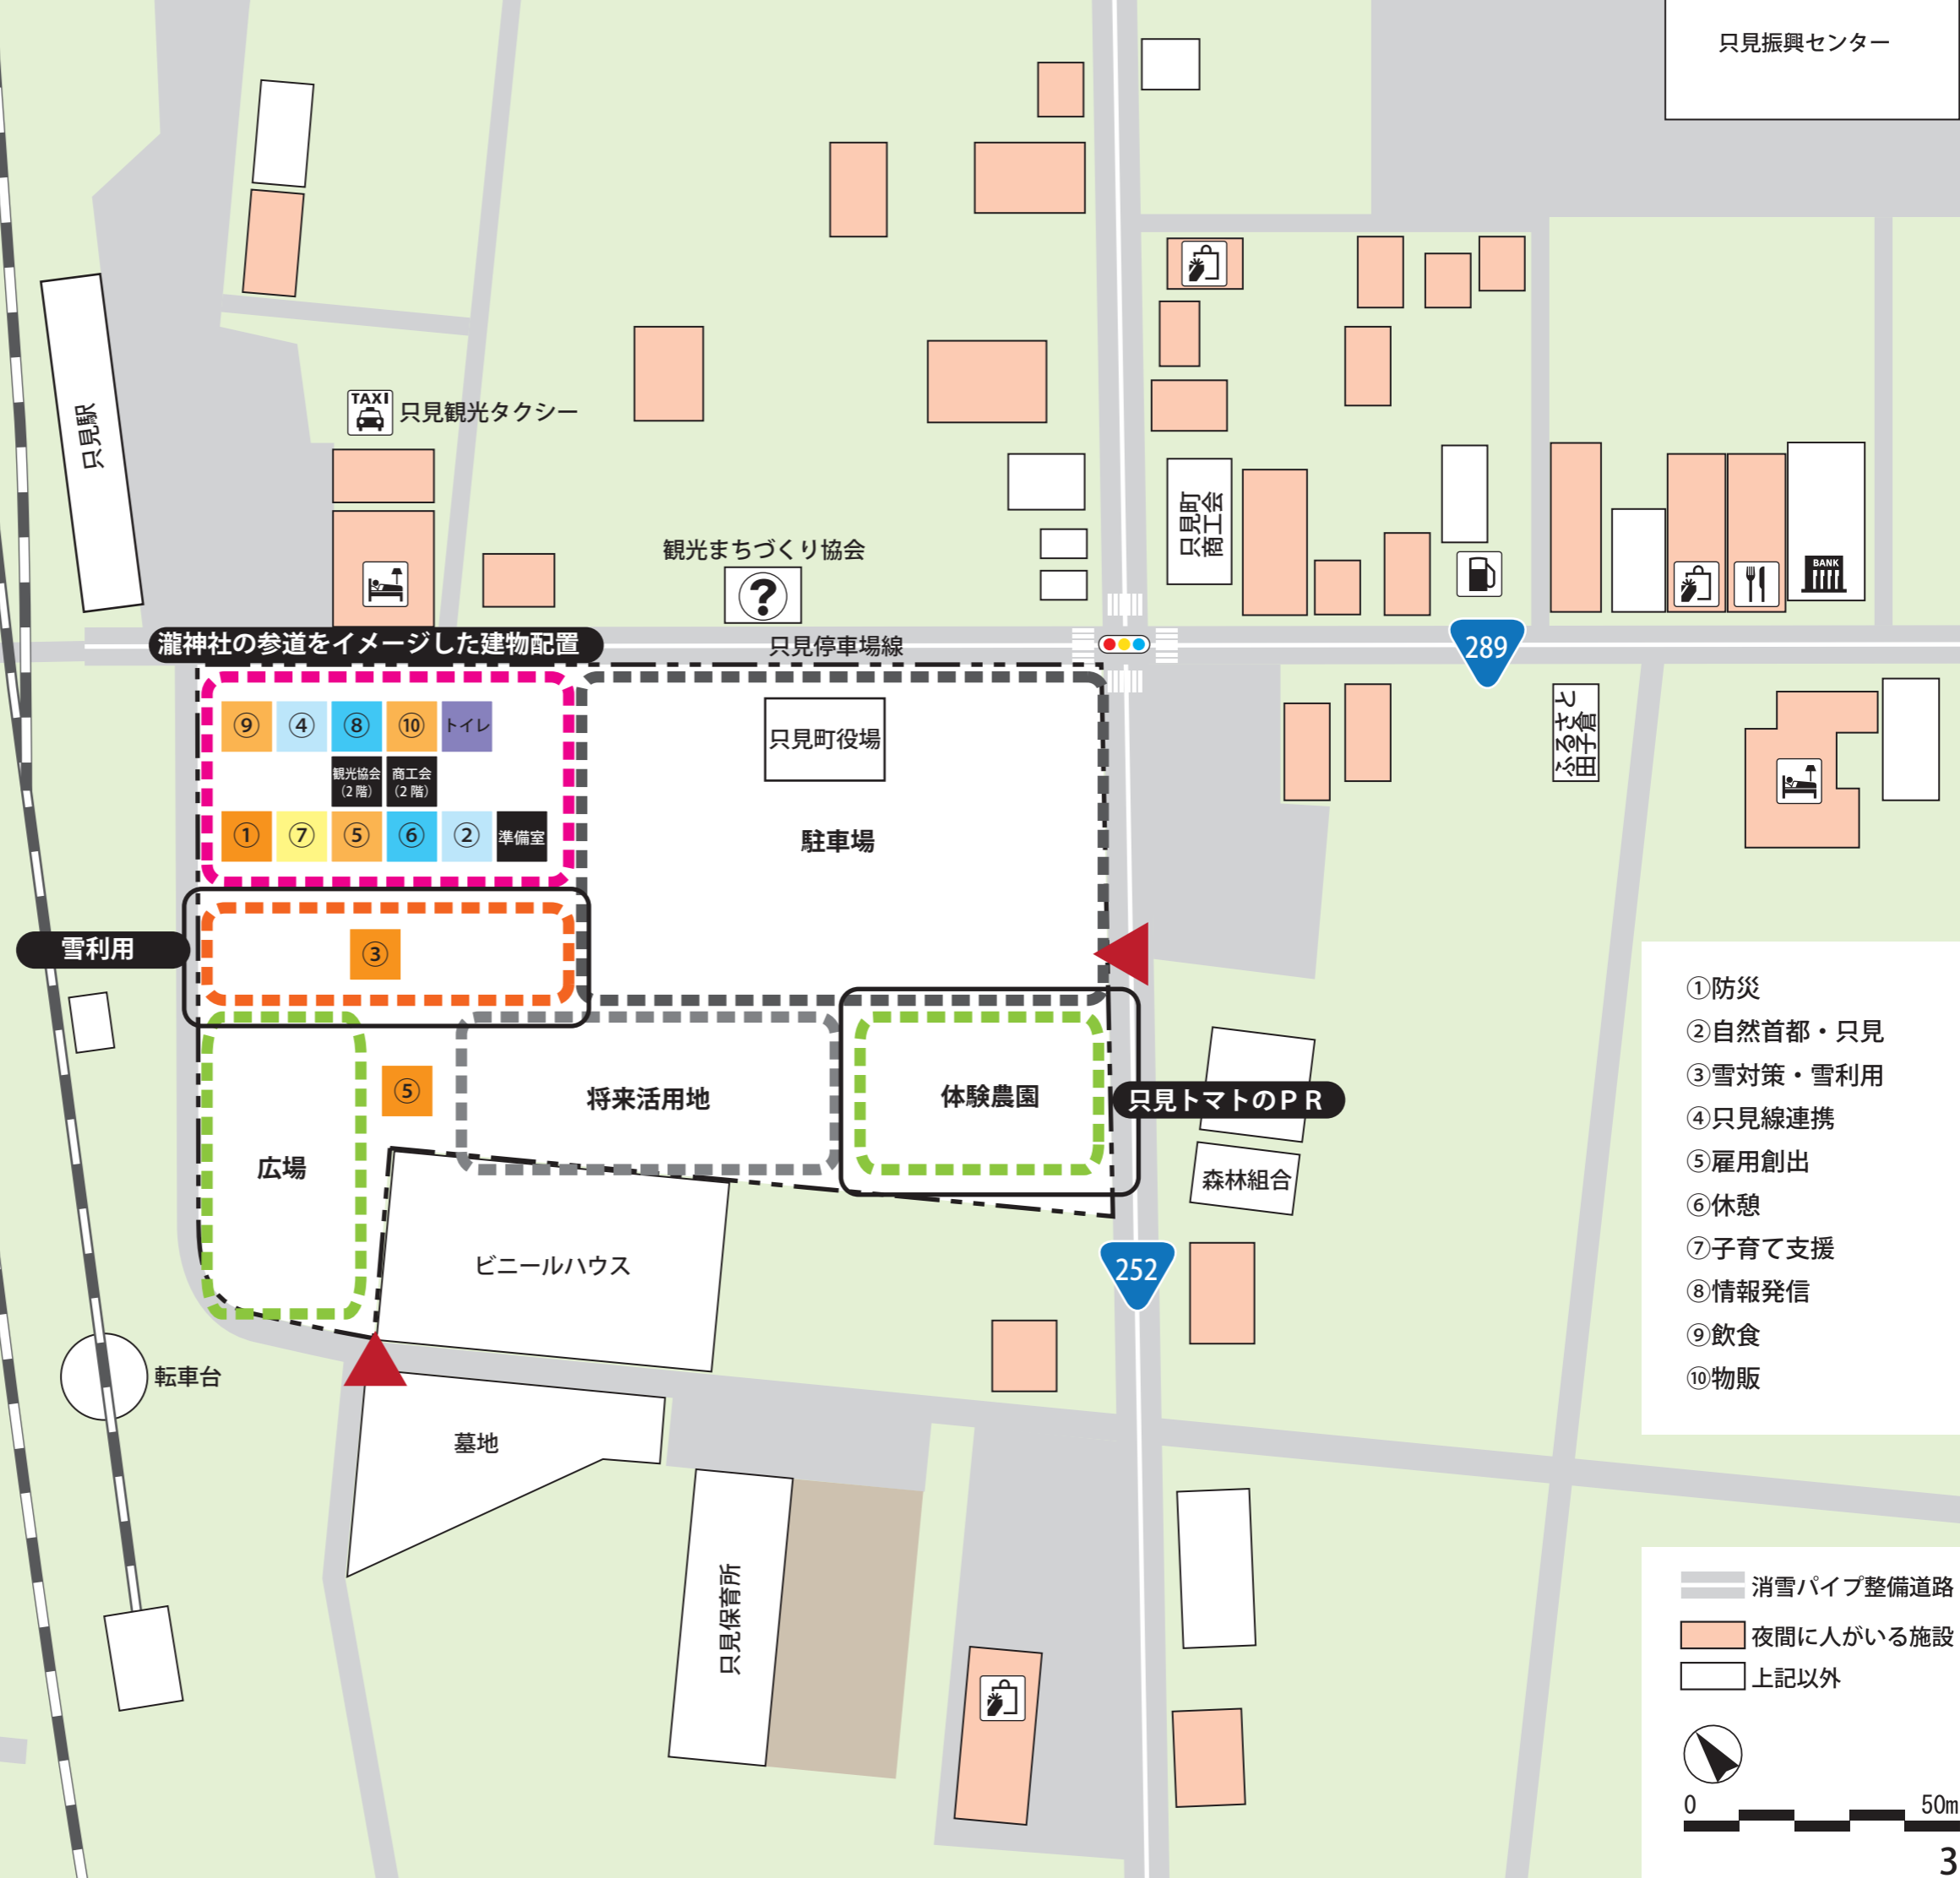 只見振興センター
TAXI
只見観光タクシー
只見駅
観光まちづくり協会
?
只見町
商工会
BANK
瀧神社の参道をイメージした建物配置
只見停車場線
289
⑨
④
⑧
⑩
トイレ
観光協会
（2 階）
商工会
（2 階）
①
⑦
⑤
⑥
②
準備室
只見町役場
駐車場
ふるさと
田子倉
雪利用
③
⑤
将来活用地
体験農園
只見トマトのＰＲ
広場
森林組合
ビニールハウス
252
転車台
墓地
只見保育所
①防災
②自然首都・只見
③雪対策・雪利用
④只見線連携
⑤雇用創出
⑥休憩
⑦子育て支援
⑧情報発信
⑨飲食
⑩物販
消雪パイプ整備道路
夜間に人がいる施設
上記以外
0 50m
3